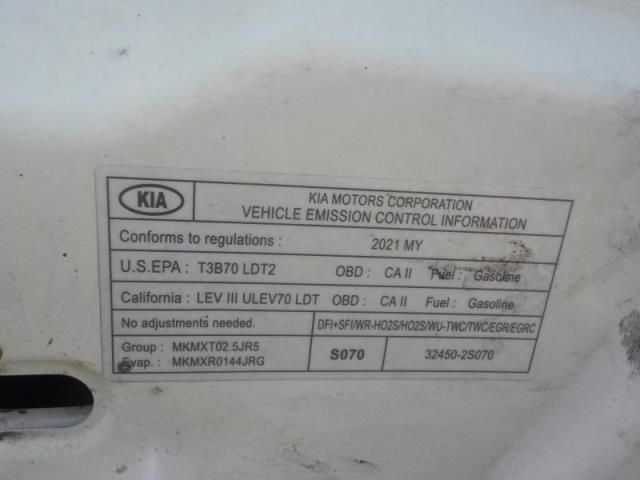 KIA
KIA MOTORS CORPORATION
VEHICLE EMISSION CONTROL INFORMATION
Conforms to regulations : 2021 MY
U.S.EPA : T3B70 LDT2 OBD : CA II Fuel : Gasoline
California : LEV III ULEV70 LDT OBD : CA II Fuel : Gasoline
No adjustments needed. DFI+SFI/WR-HO2S/HO2S/WU-TWC/TWC/EGR/EGRC
Group : MKMXT02.5JR5
Evap. : MKMXR0144JRG
S070 32450-2S070